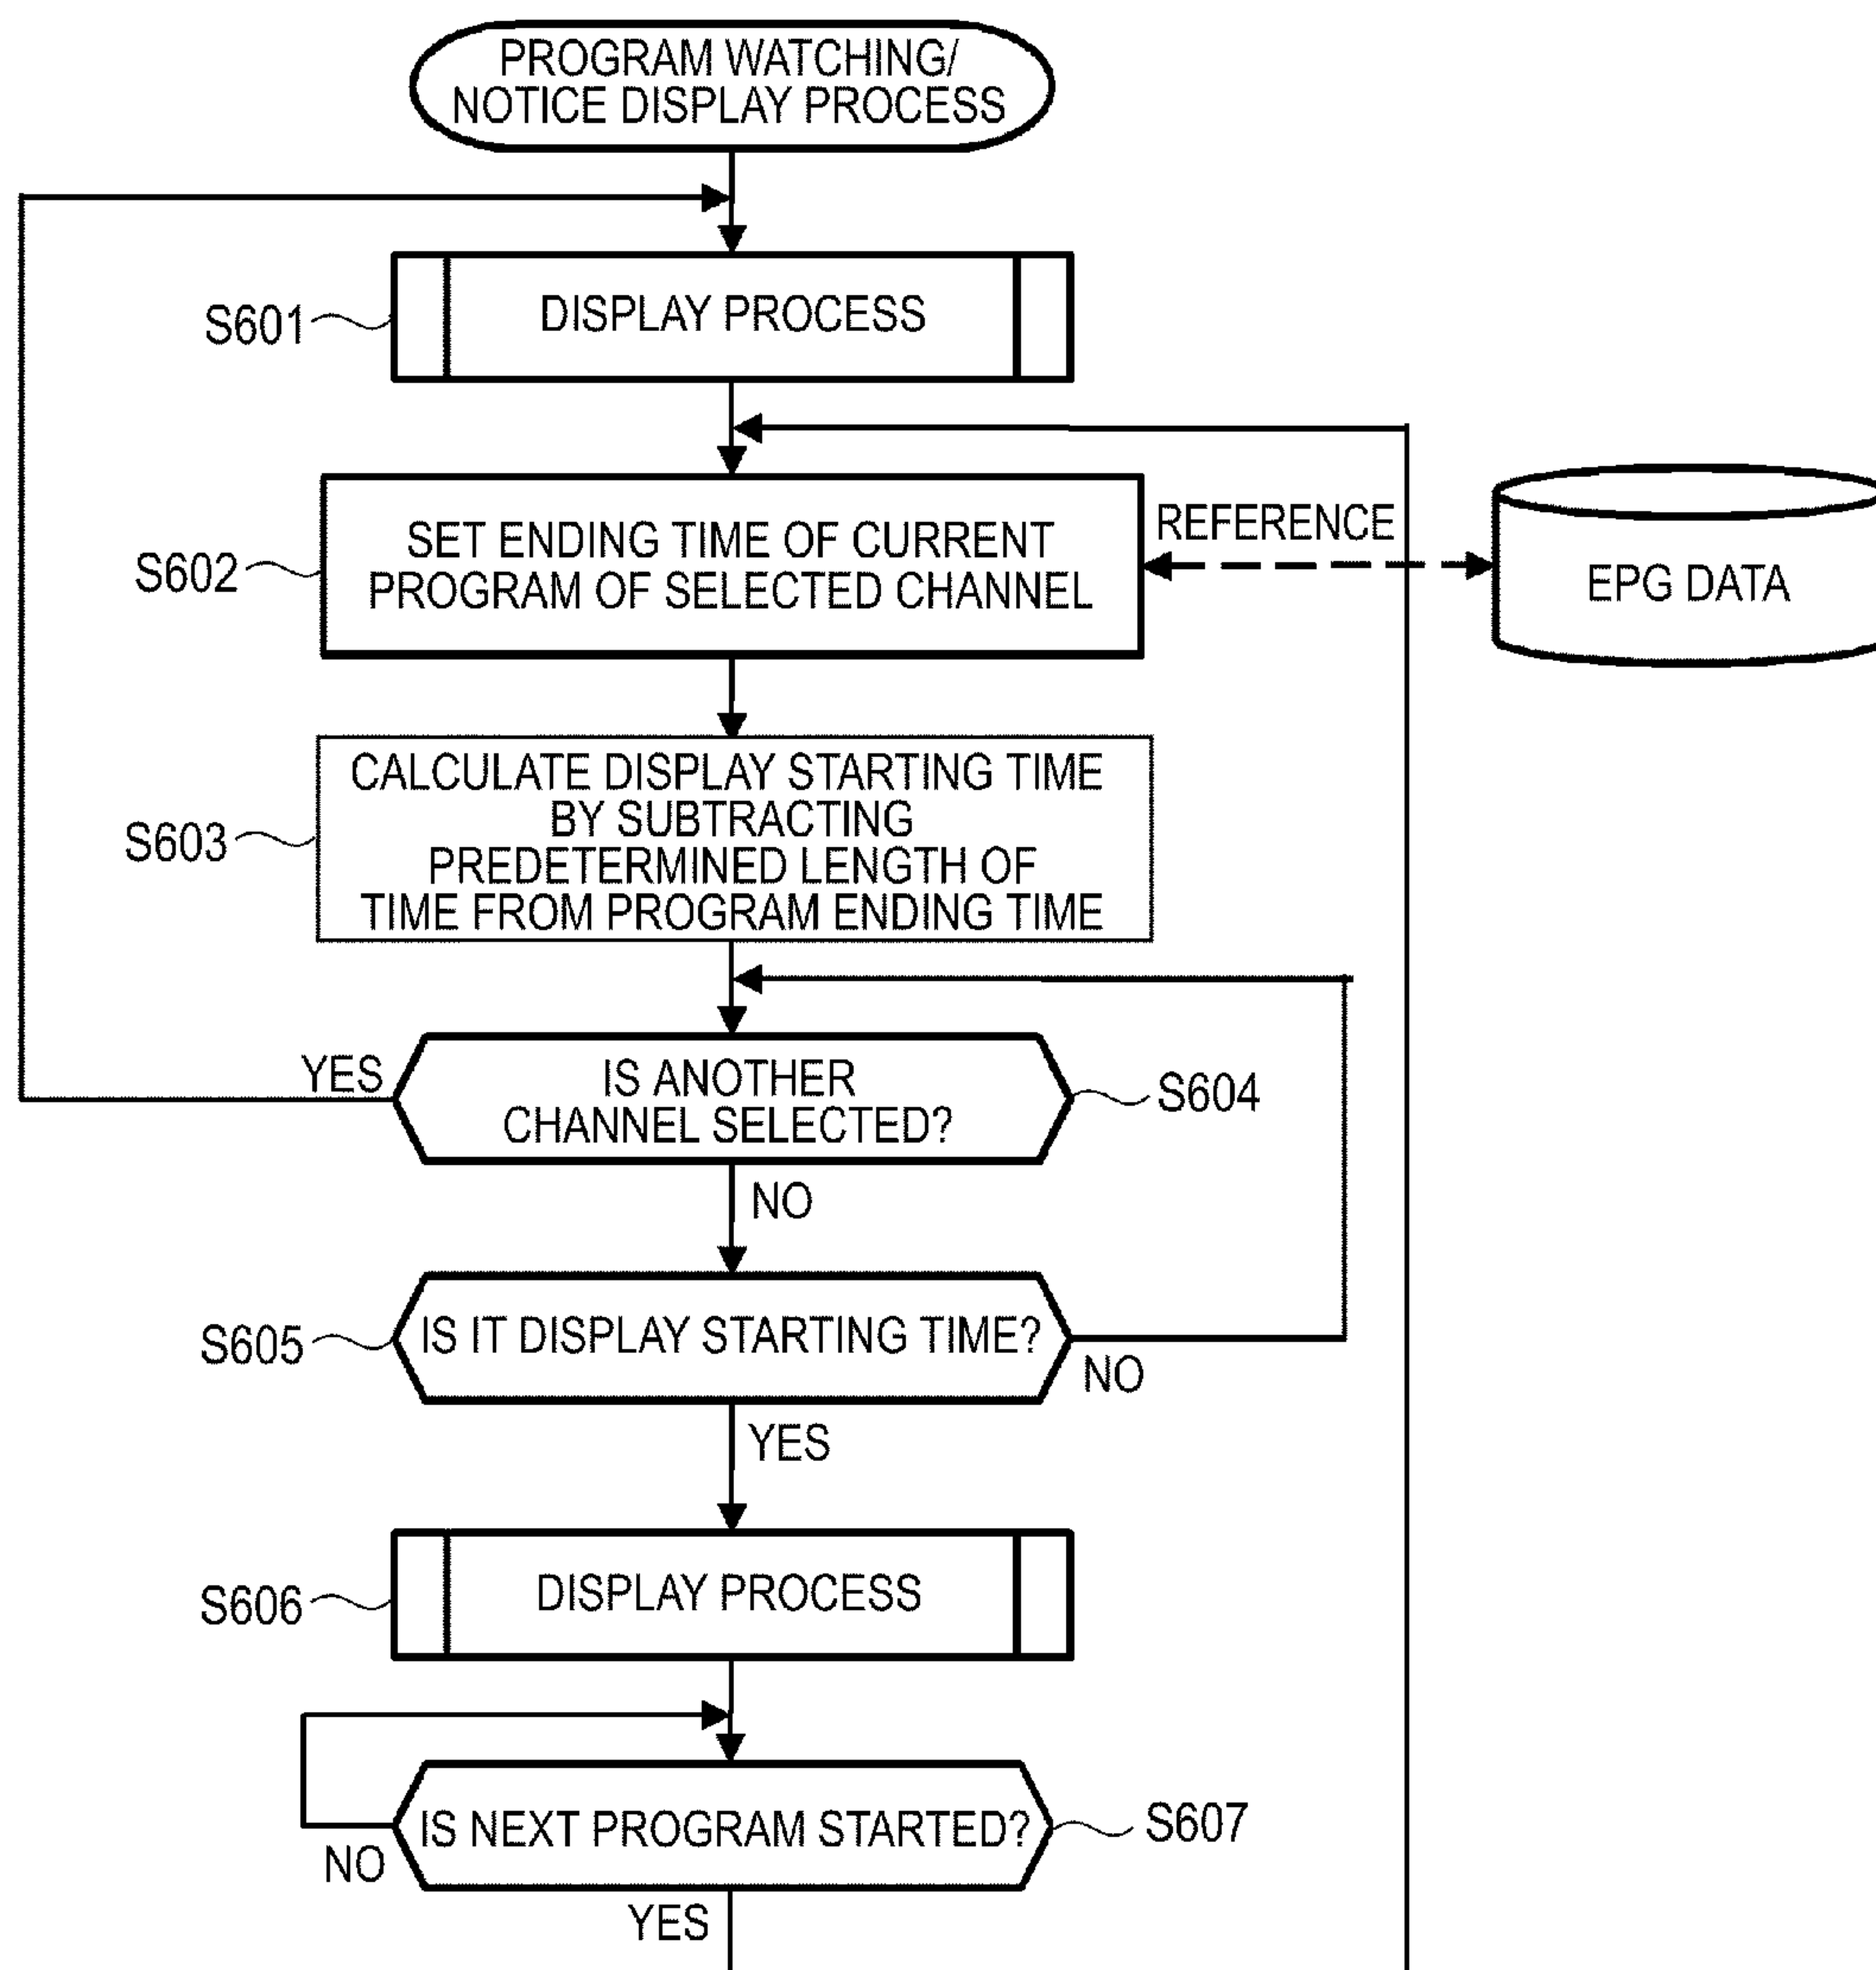 PROGRAM WATCHING/
NOTICE DISPLAY PROCESS
S601
DISPLAY PROCESS
S602
SET ENDING TIME OF CURRENT
PROGRAM OF SELECTED CHANNEL
REFERENCE
EPG DATA
S603
CALCULATE DISPLAY STARTING TIME
BY SUBTRACTING
PREDETERMINED LENGTH OF
TIME FROM PROGRAM ENDING TIME
YES
IS ANOTHER
CHANNEL SELECTED?
S604
NO
S605
IS IT DISPLAY STARTING TIME?
NO
YES
S606
DISPLAY PROCESS
IS NEXT PROGRAM STARTED?
S607
NO
YES